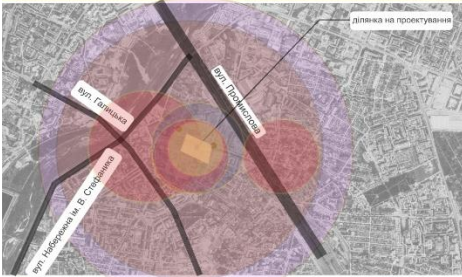 ділянка на проектування
вул. Промислова
вул. Галицька
вул. Набережна ім. В. Стефаника